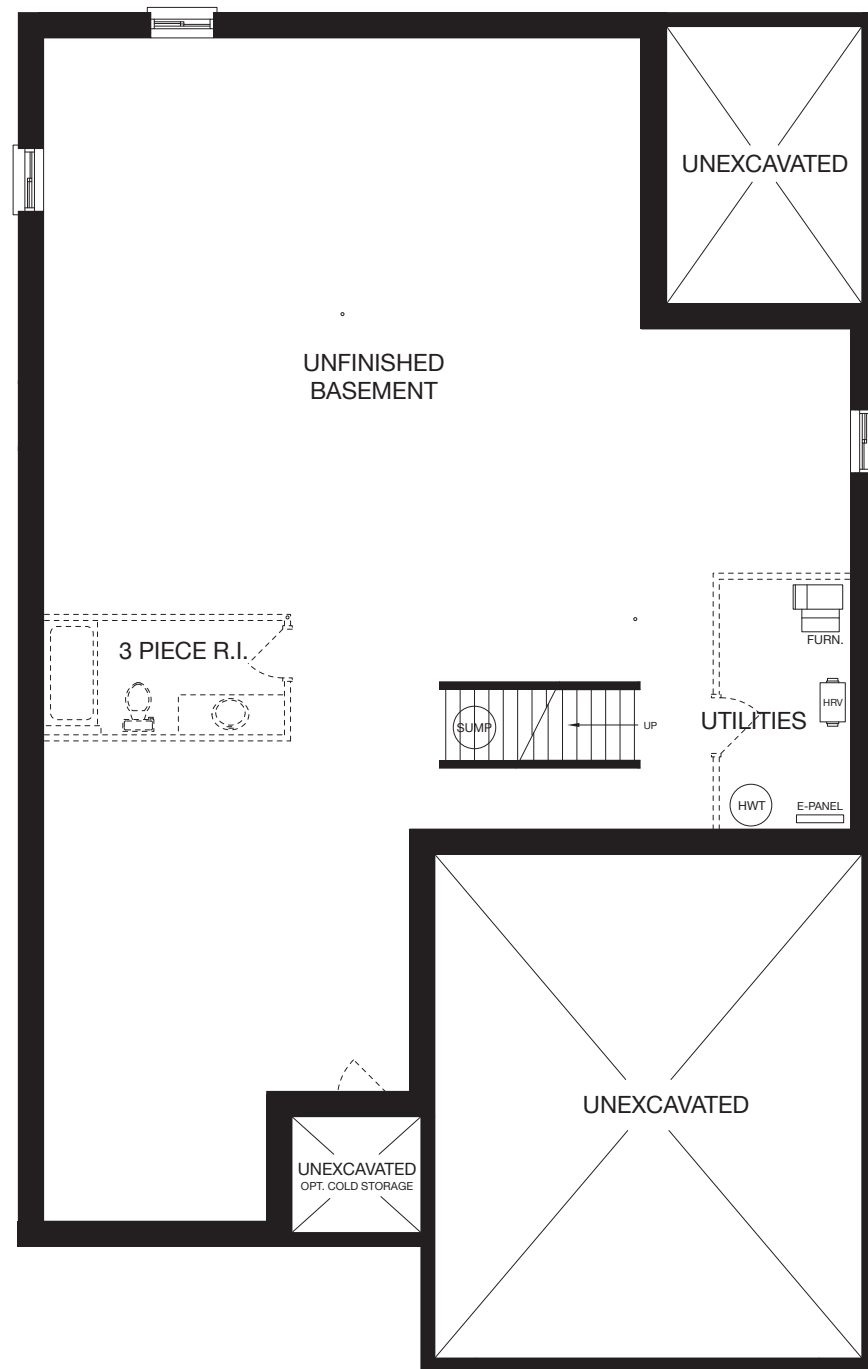 UNEXCAVATED
UNFINISHED
BASEMENT
FURN.
3 PIECE R.I.
HRV
UTILITIES
SUMP
UP
HWT
E-PANEL
UNEXCAVATED
UNEXCAVATED
OPT. COLD STORAGE